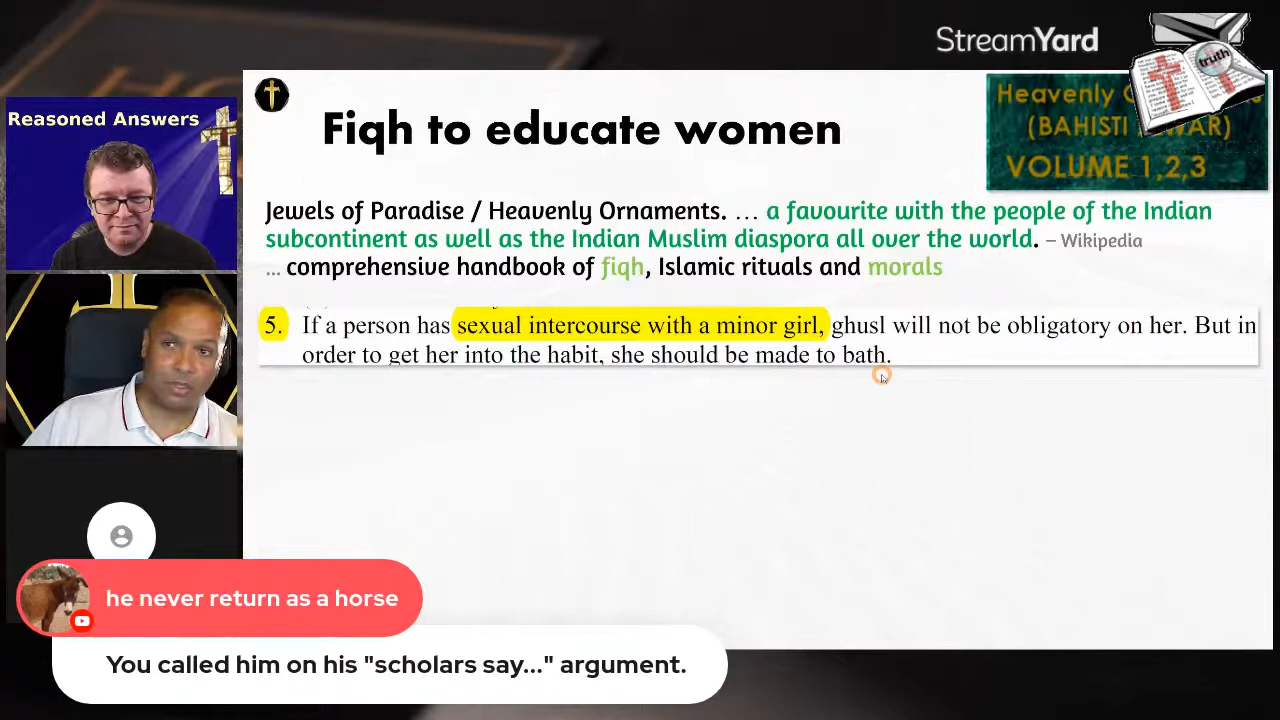 StreamYard
truth
Reasoned Answers
Fiqh to educate women
Heavenly
(BAHISTI
VOLUME 1,2,3
Jewels of Paradise / Heavenly Ornaments. … a favourite with the people of the Indian
subcontinent as well as the Indian Muslim diaspora all over the world. – Wikipedia
... comprehensive handbook of fiqh, Islamic rituals and morals
5. If a person has sexual intercourse with a minor girl, ghusl will not be obligatory on her. But in
order to get her into the habit, she should be made to bath.
he never return as a horse
You called him on his "scholars say..." argument.